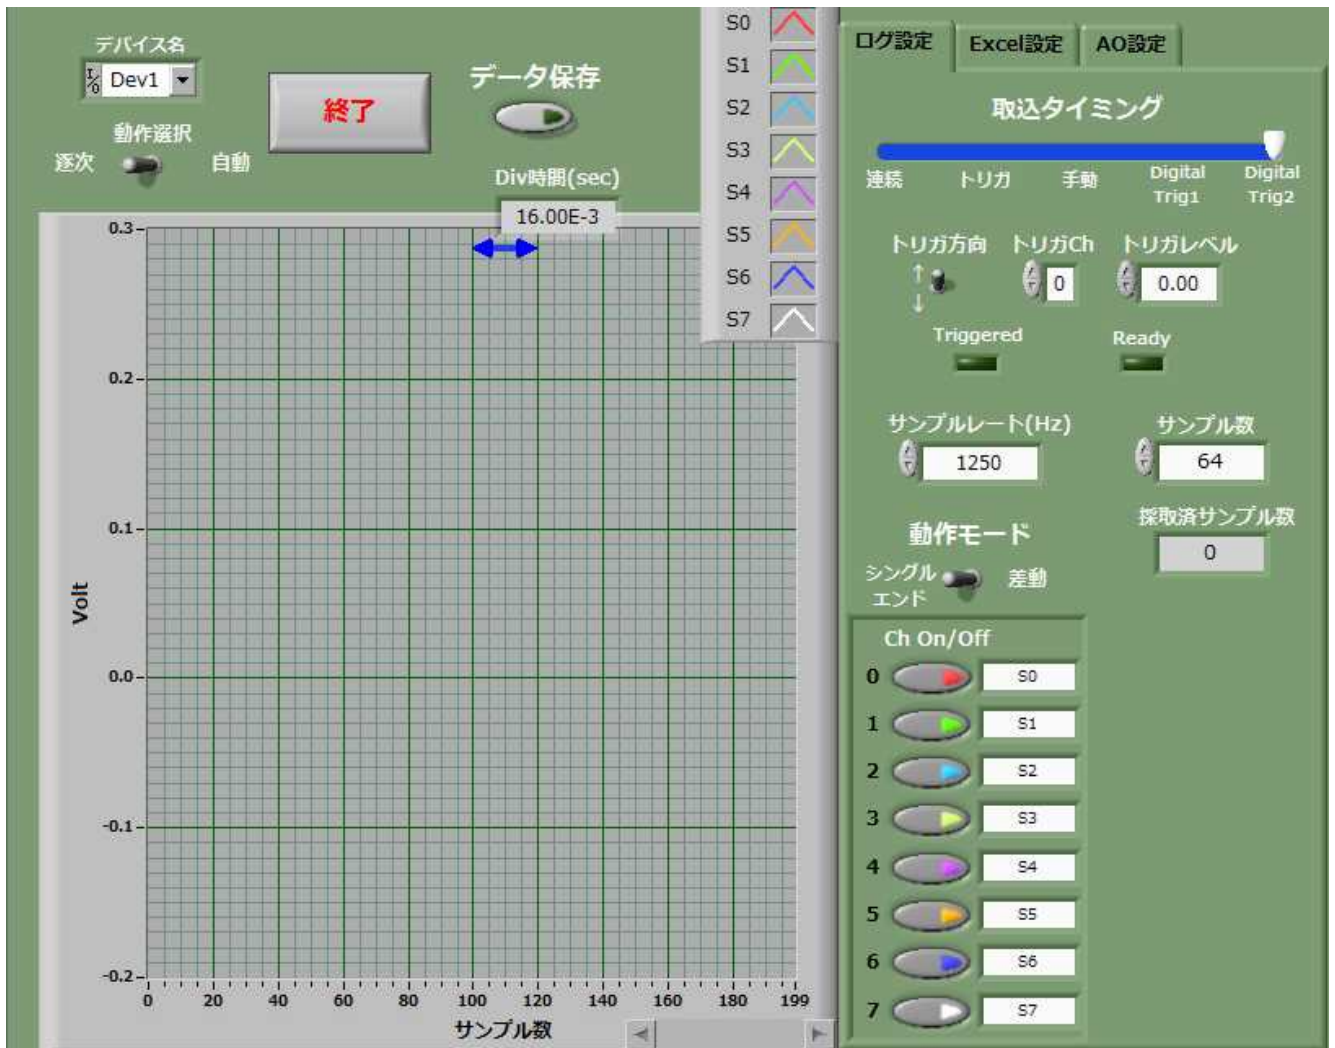 デバイス名
I/O Dev1
動作選択
逐次 自動
終了
データ保存
Div時間(sec)
16.00E-3
S0
S1
S2
S3
S4
S5
S6
S7
0.3
0.2
0.1
0.0
-0.1
-0.2
Volt
0 20 40 60 80 100 120 140 160 180 199
サンプル数
ログ設定 Excel設定 AO設定
取込タイミング
連続 トリガ 手動 Digital Trig1 Digital Trig2
トリガ方向 トリガCh トリガレベル
↑
↓
0 0.00
Triggered Ready
サンプルレート(Hz) サンプル数
1250 64
採取済サンプル数
0
動作モード
シングル
エンド
差動
Ch On/Off
0 S0
1 S1
2 S2
3 S3
4 S4
5 S5
6 S6
7 S7